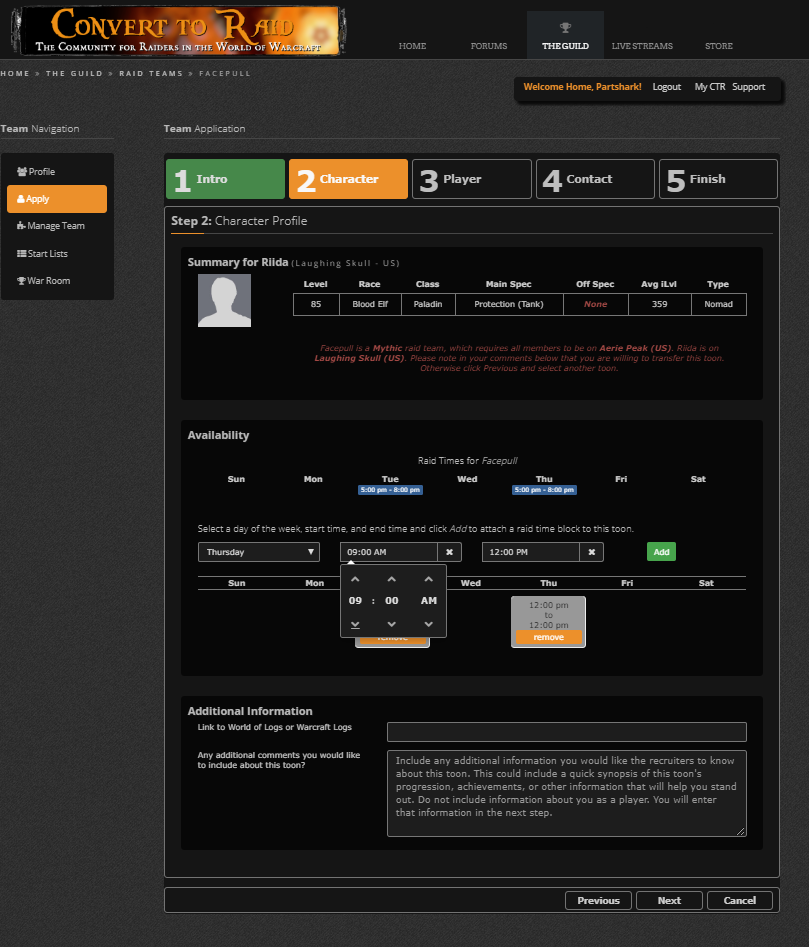 CONVERT TO RAID
THE COMMUNITY FOR RAIDERS IN THE WORLD OF WARCRAFT
HOME
FORUMS
THE GUILD
LIVE STREAMS
STORE
HOME » THE GUILD » RAID TEAMS » FACEPULL
Welcome Home, Partshark! Logout My CTR Support
Team Navigation
Profile
Apply
Manage Team
Start Lists
War Room
Team Application
1 Intro
2 Character
3 Player
4 Contact
5 Finish
Step 2: Character Profile
Summary for Riida (Laughing Skull - US)
Level Race Class Main Spec Off Spec Avg iLvl Type
85 Blood Elf Paladin Protection (Tank) None 359 Nomad
Facepull is a Mythic raid team, which requires all members to be on Aerie Peak (US). Riida is on
Laughing Skull (US). Please note in your comments below that you are willing to transfer this toon.
Otherwise click Previous and select another toon.
Availability
Raid Times for Facepull
Sun Mon Tue Wed Thu Fri Sat
5:00 pm - 8:00 pm 5:00 pm - 8:00 pm
Select a day of the week, start time, and end time and click Add to attach a raid time block to this toon.
Thursday 09:00 AM 12:00 PM Add
Sun Mon Wed Thu Fri Sat
09 : 00 AM
12:00 pm
to
12:00 pm
remove
remove
Additional Information
Link to World of Logs or Warcraft Logs
Any additional comments you would like
to include about this toon?
Include any additional information you would like the recruiters to know
about this toon. This could include a quick synopsis of this toon's
progression, achievements, or other information that will help you stand
out. Do not include information about you as a player. You will enter
that information in the next step.
Previous Next Cancel